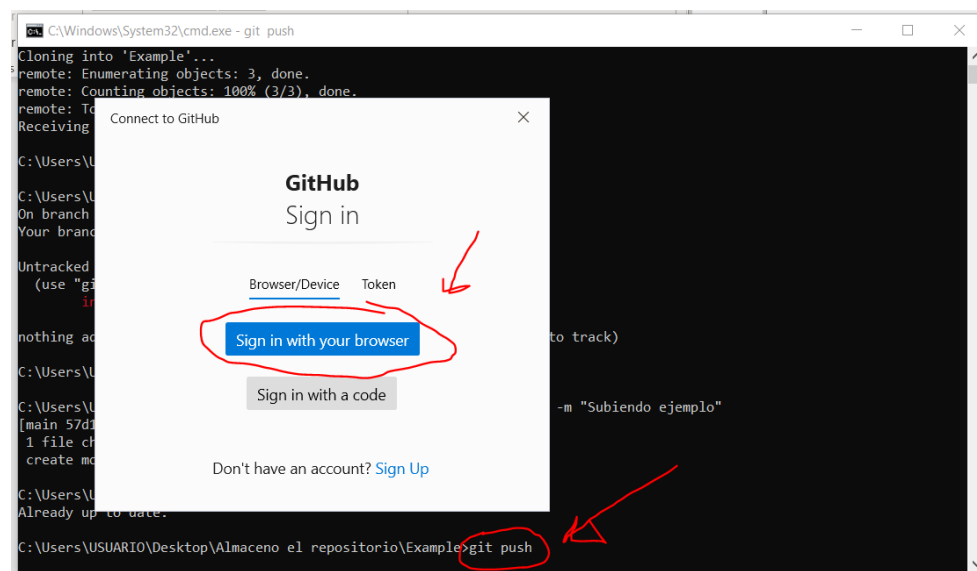 C:\Windows\System32\cmd.exe - git push
Cloning into 'Example'...
remote: Enumerating objects: 3, done.
remote: Counting objects: 100% (3/3), done.
remote: To
Receiving
C:\Users\U
C:\Users\U
On branch
Your branc
Untracked
(use "gi
in
nothing ad
to track)
C:\Users\U
C:\Users\U
-m "Subiendo ejemplo"
[main 57d1
1 file ch
create mo
C:\Users\U
Already up to date.
C:\Users\USUARIO\Desktop\Almaceno el repositorio\Example>git push
Connect to GitHub
GitHub
Sign in
Browser/Device Token
Sign in with your browser
Sign in with a code
Don't have an account? Sign Up